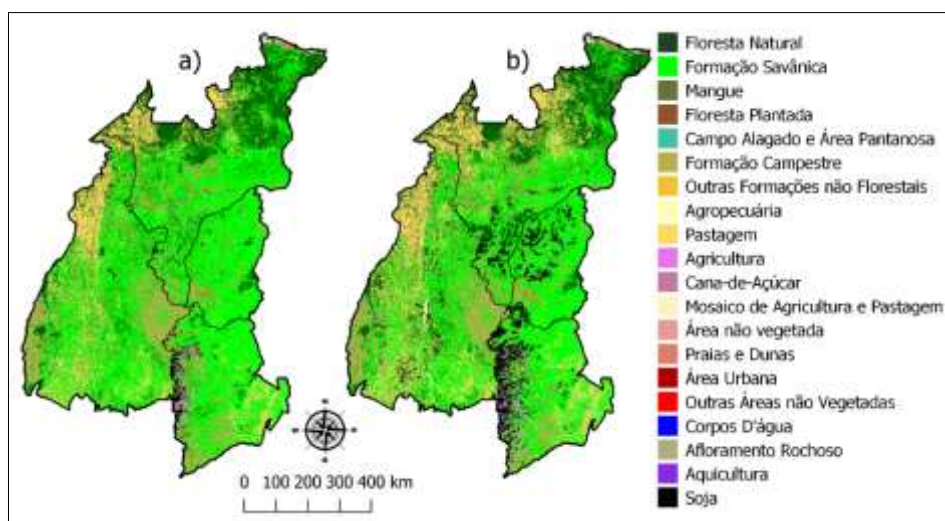 a)
b)
Floresta Natural
Formação Savânica
Mangue
Floresta Plantada
Campo Alagado e Área Pantanosa
Formação Campestre
Outras Formações não Florestais
Agropecuária
Pastagem
Agricultura
Cana-de-Açúcar
Mosaico de Agricultura e Pastagem
Área não vegetada
Praias e Dunas
Área Urbana
Outras Áreas não Vegetadas
Corpos D'água
Afloramento Rochoso
Aquicultura
Soja
0 100 200 300 400 km